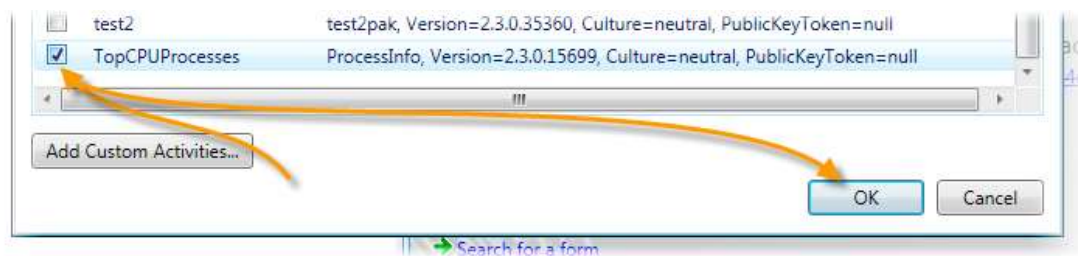 test2 test2pak, Version=2.3.0.35360, Culture=neutral, PublicKeyToken=null
TopCPUProcesses ProcessInfo, Version=2.3.0.15699, Culture=neutral, PublicKeyToken=null
Add Custom Activities...
OK Cancel
Search for a form